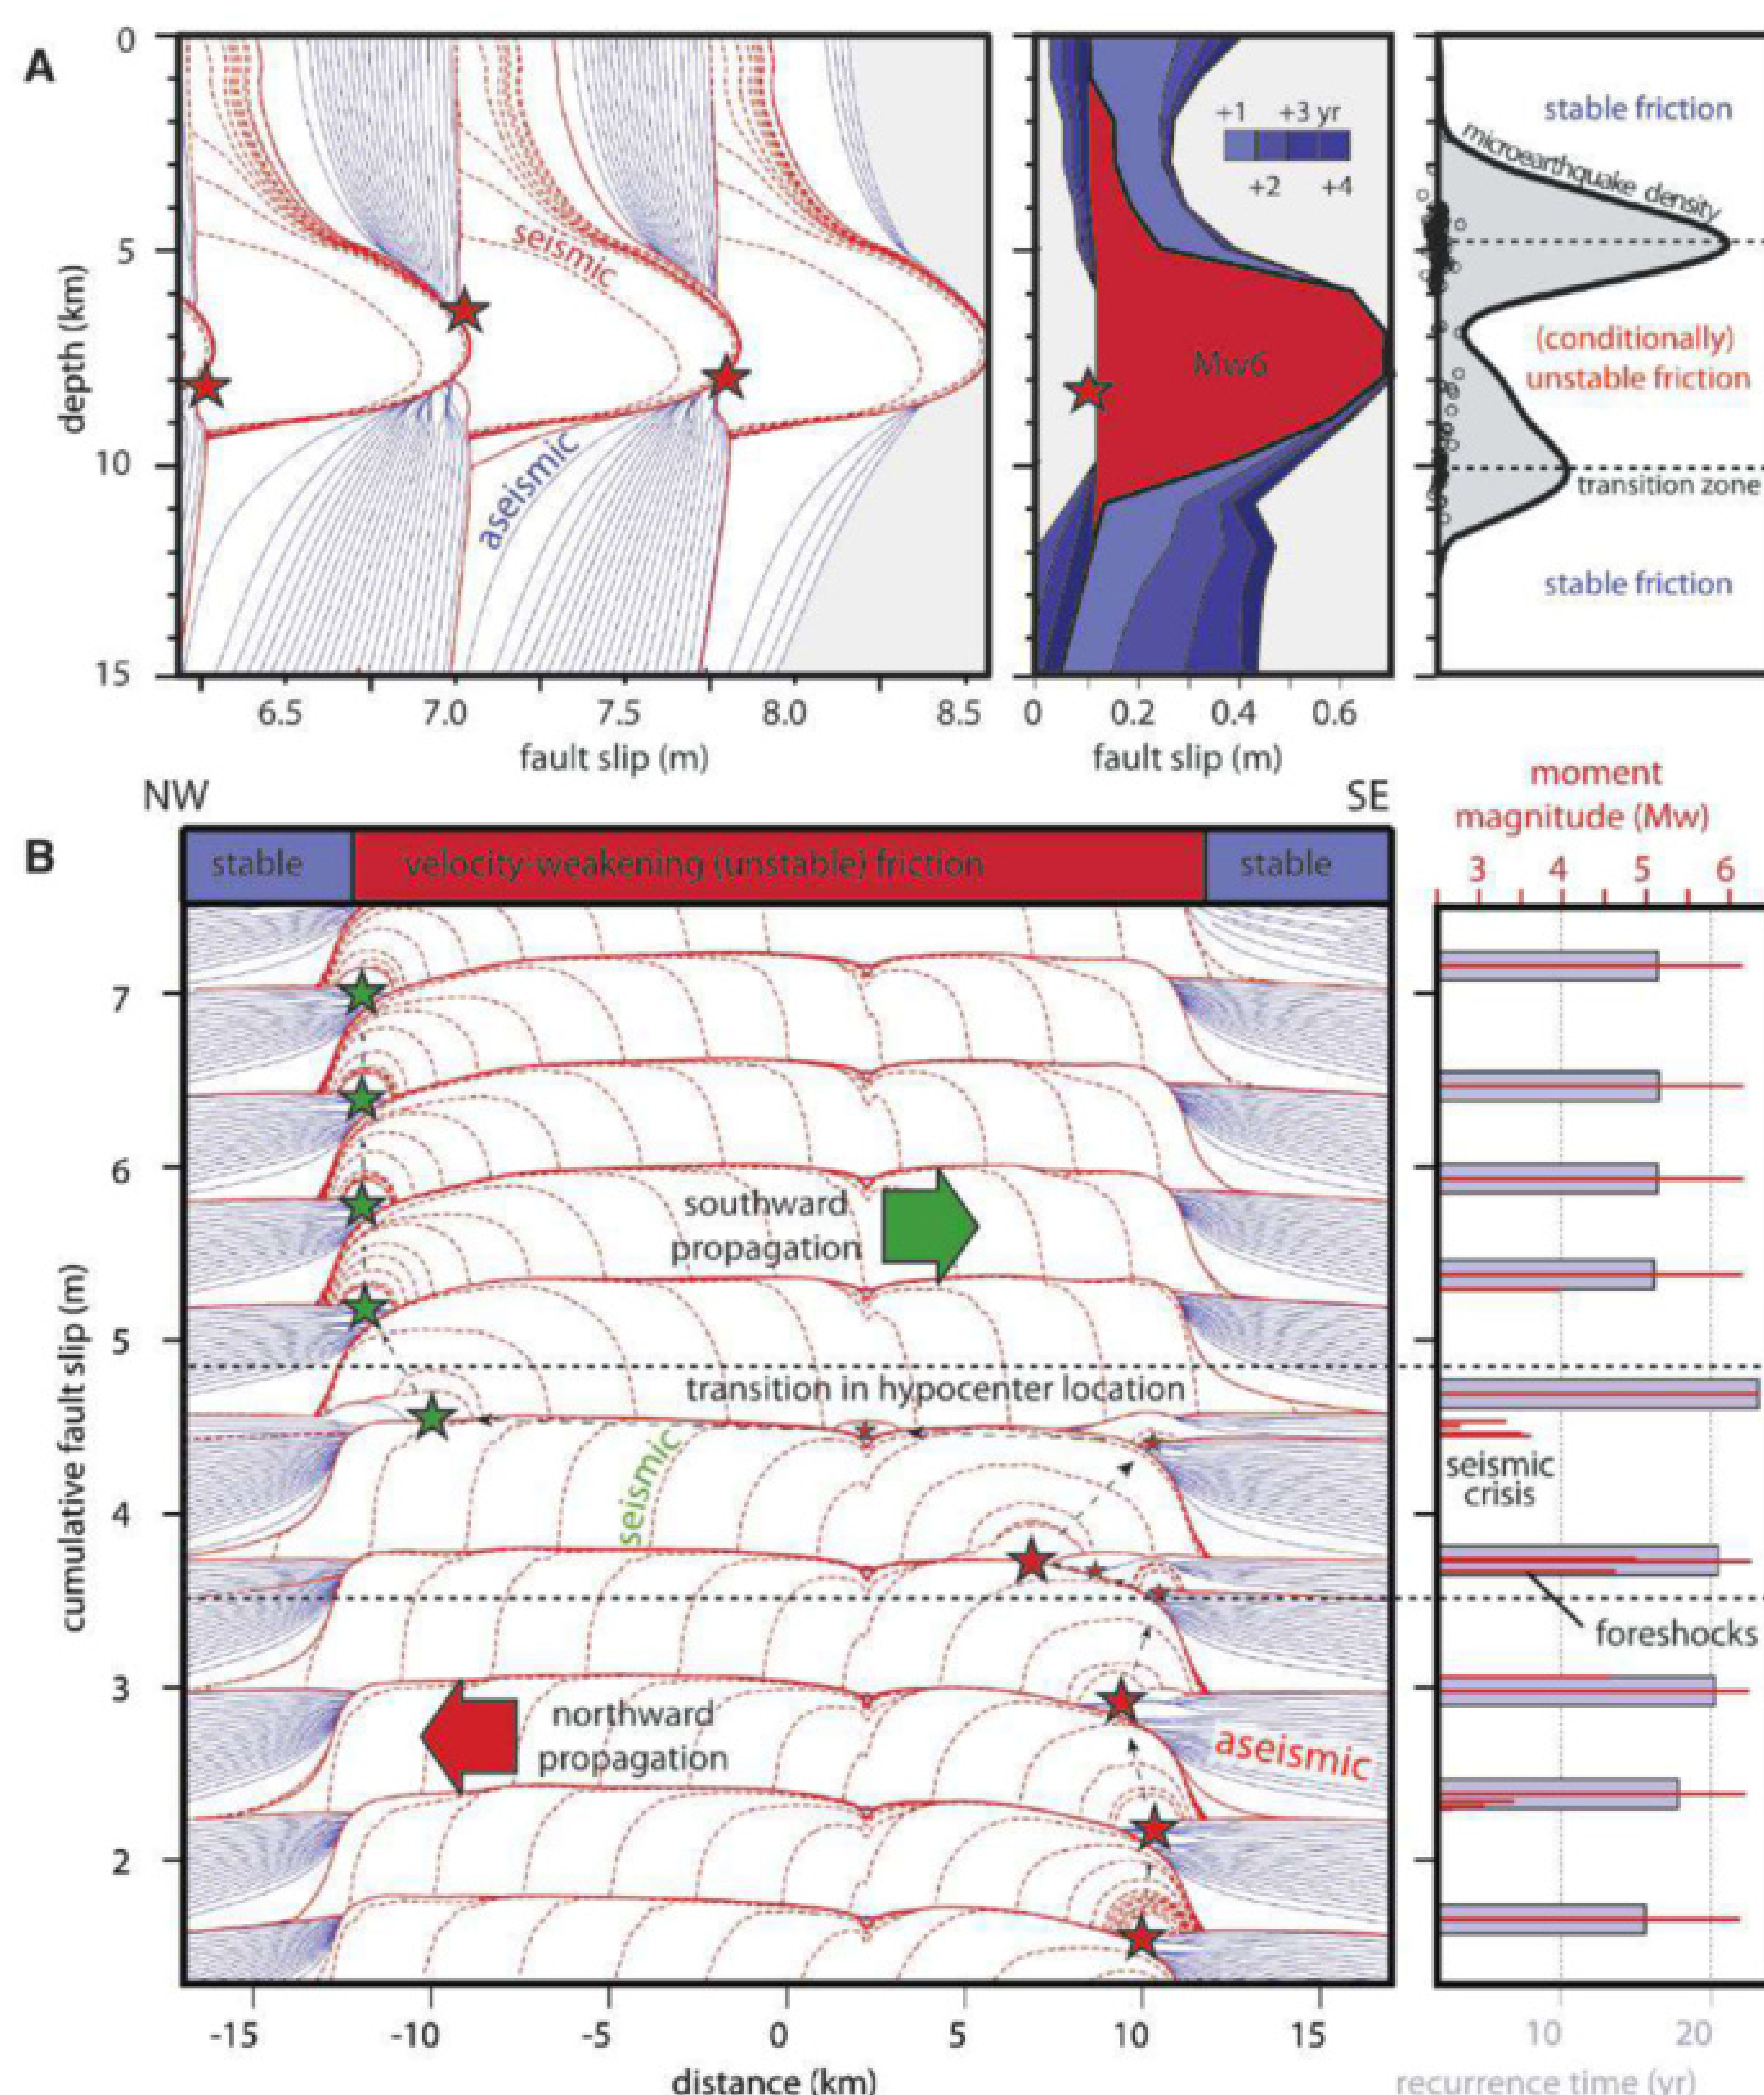 A
0
5
10
15
depth (km)
seismic
aseismic
6.5 7.0 7.5 8.0 8.5
fault slip (m)
+1 +3 yr
+2 +4
Mw6
0 0.2 0.4 0.6
fault slip (m)
stable friction
microearthquake density
(conditionally)
unstable friction
transition zone
stable friction
NW SE
B
stable velocity-weakening (unstable) friction stable
7
6
5
4
3
2
cumulative fault slip (m)
southward
propagation
transition in hypocenter location
seismic
northward
propagation
aseismic
-15 -10 -5 0 5 10 15
distance (km)
moment
magnitude (Mw)
3 4 5 6
seismic
crisis
foreshocks
10 20
recurrence time (yr)